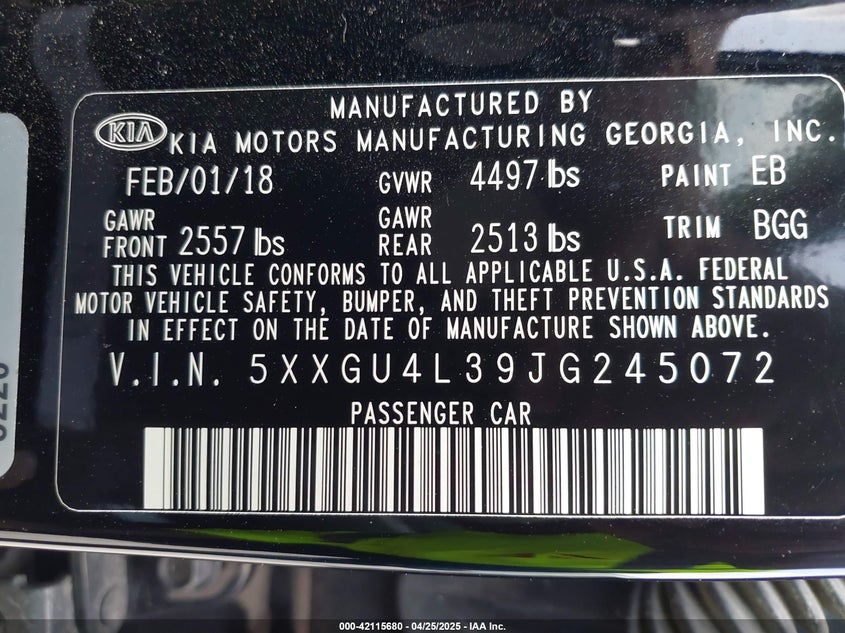 MANUFACTURED BY
KIA KIA MOTORS MANUFACTURING GEORGIA, INC.
FEB/01/18 GVWR 4497 lbs PAINT EB
GAWR FRONT 2557 lbs GAWR REAR 2513 lbs TRIM BGG
THIS VEHICLE CONFORMS TO ALL APPLICABLE U.S.A. FEDERAL
MOTOR VEHICLE SAFETY, BUMPER, AND THEFT PREVENTION STANDARDS
IN EFFECT ON THE DATE OF MANUFACTURE SHOWN ABOVE.
V.I.N. 5XXGU4L39JG245072
PASSENGER CAR
000-42115680 - 04/25/2025 - IAA Inc.